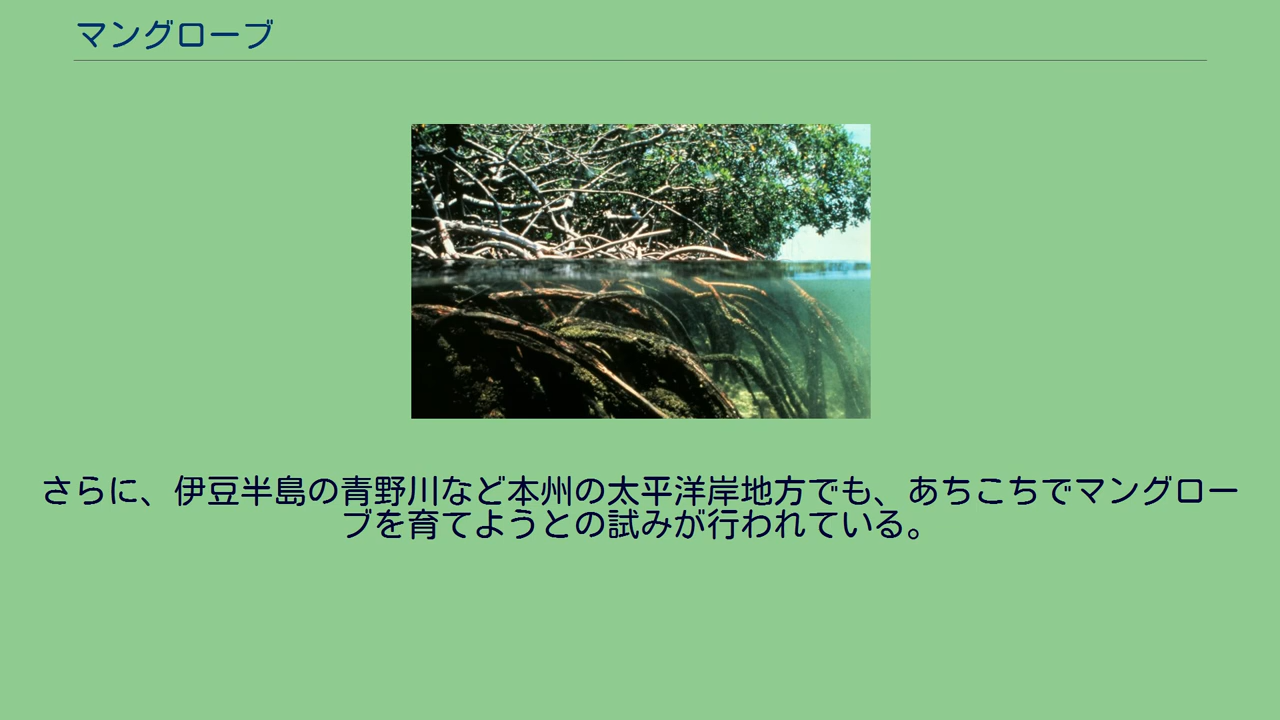 マングローブ
さらに、伊豆半島の青野川など本州の太平洋岸地方でも、あちこちでマングロー
ブを育てようとの試みが行われている。